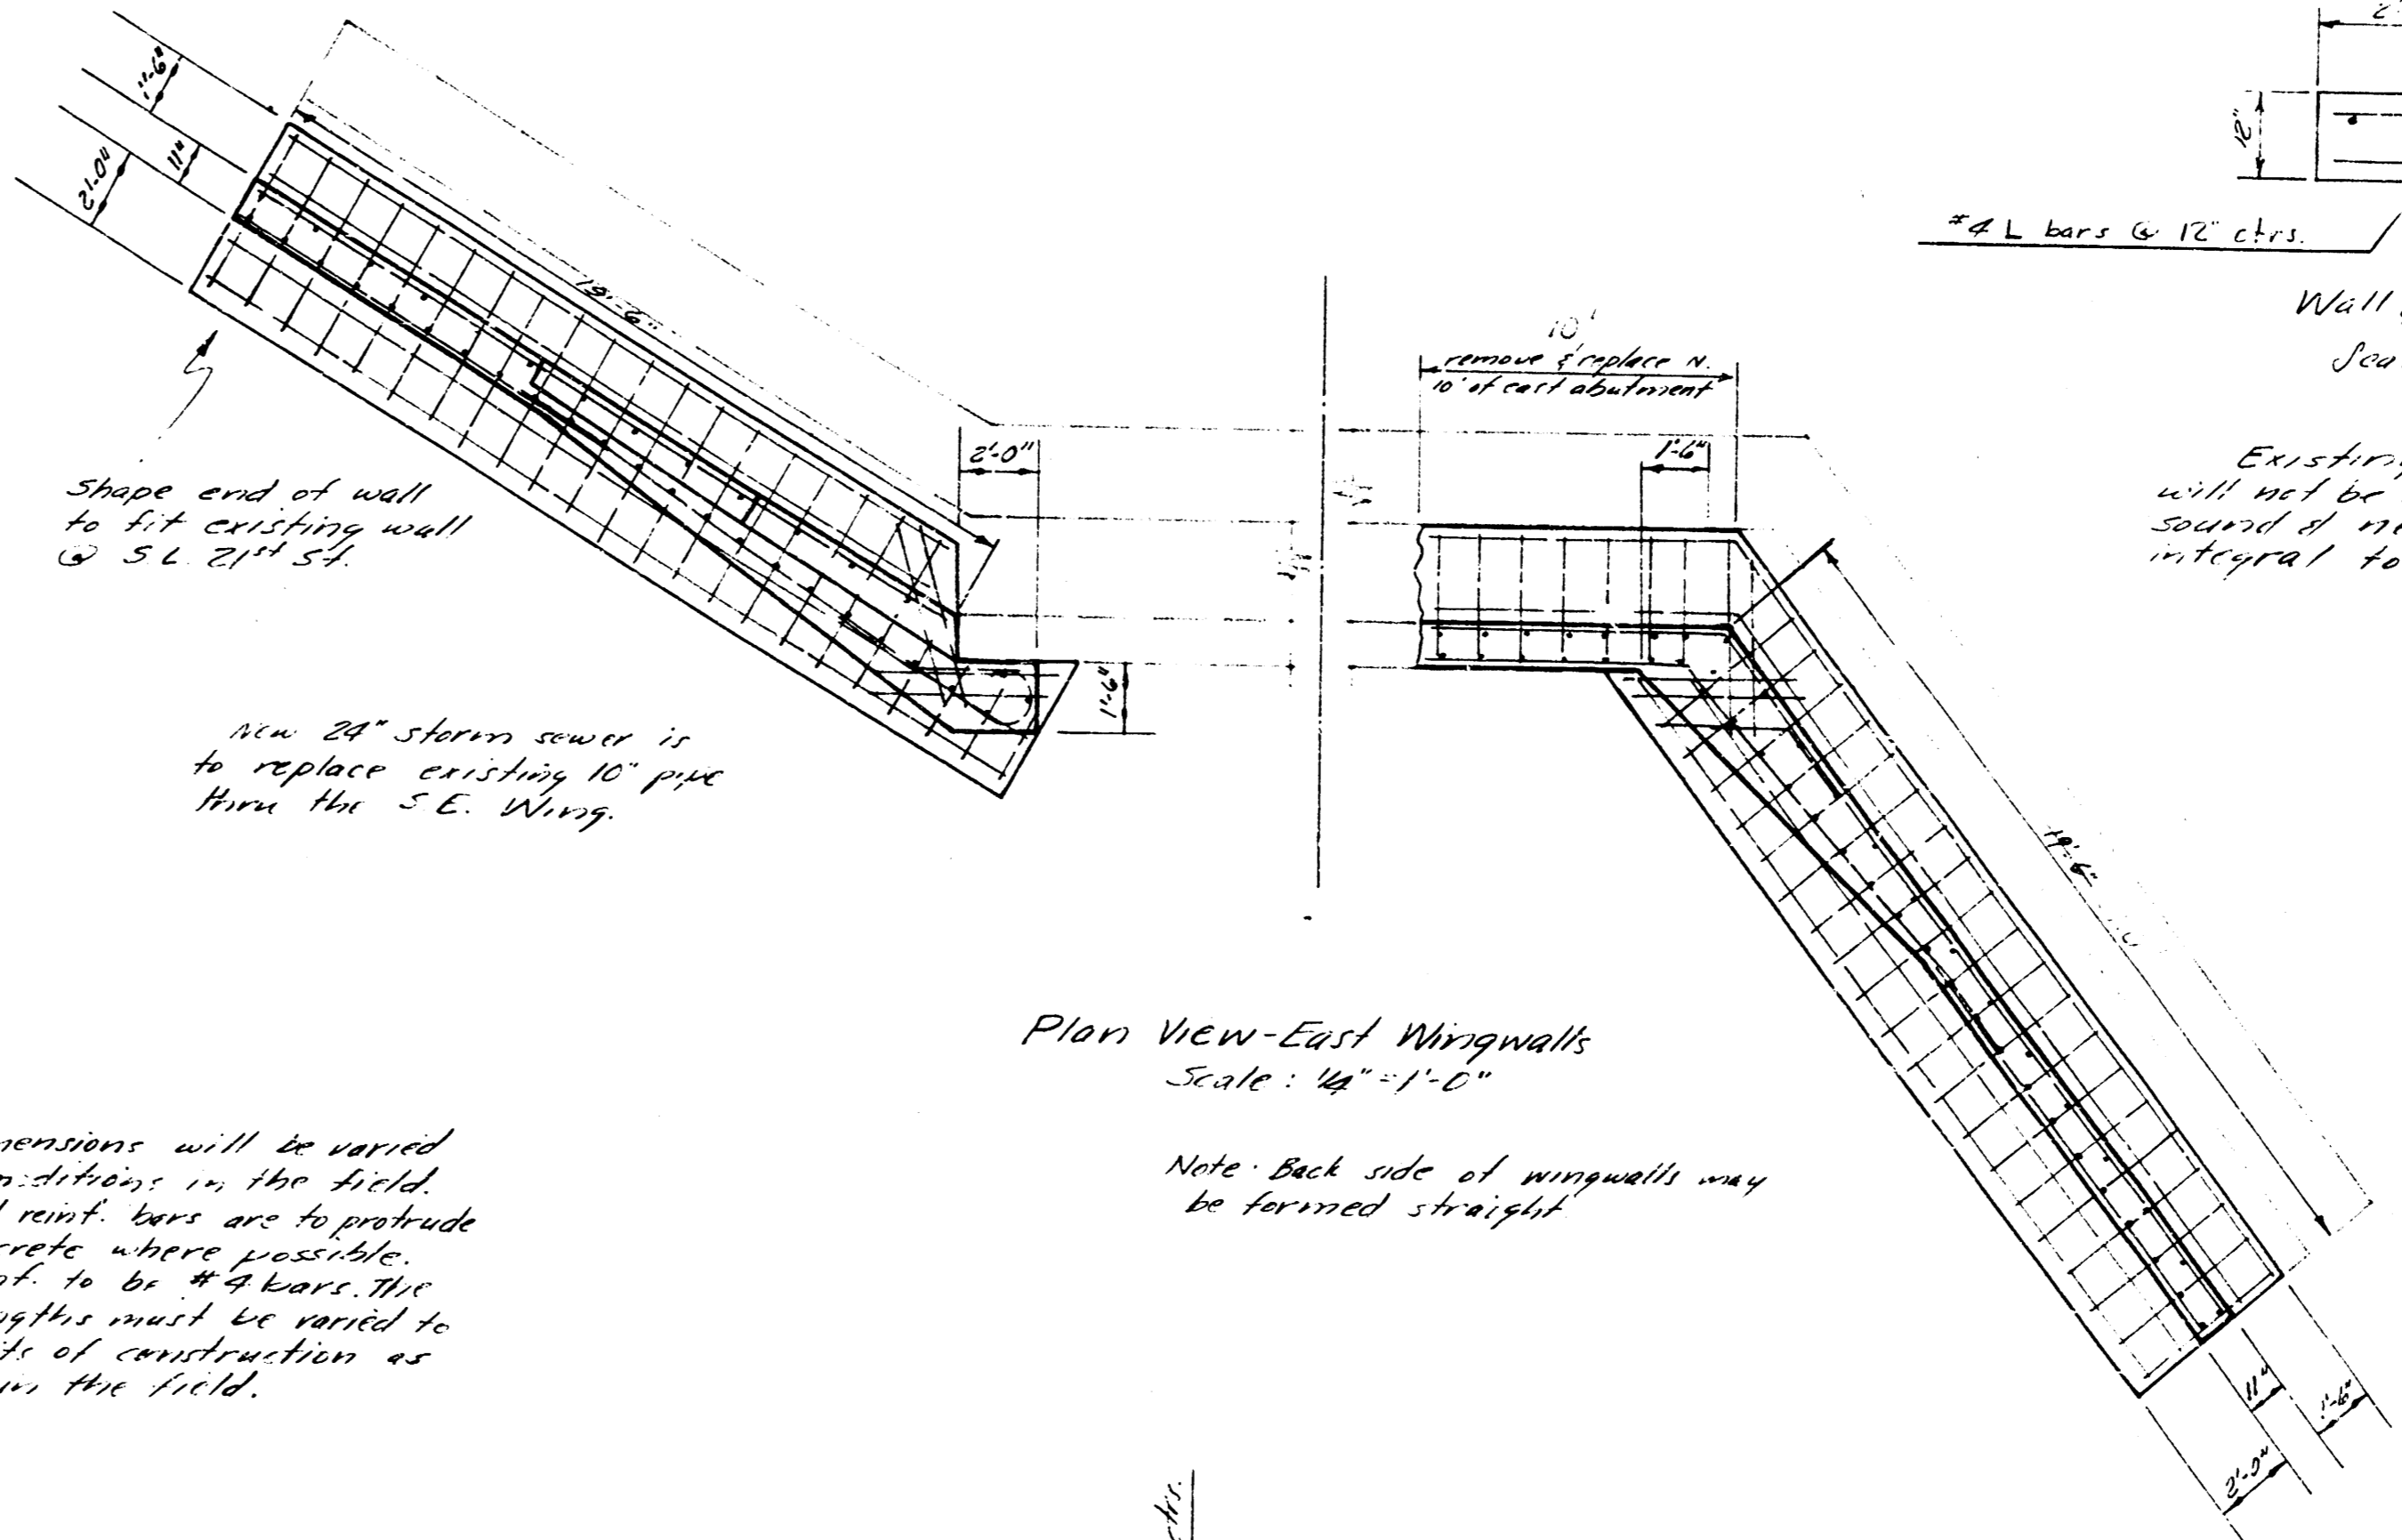 1'-6"
11"
2'-0"
19'-6"
Shape end of wall
to fit existing wall
@ S.L. 21st St.
New 24" storm sewer is
to replace existing 10" pipe
thru the S.E. Wing.
2'-0"
1'-6"
10'
remove & replace N.
10' of east abutment
1'-6"
19'-6"
11"
1'-6"
2'-0"
12"
#4 L bars @ 12" ctrs.
Wall
Existing
will not be
sound &
integral to
Plan View-East Wingwalls
Scale: 1/4" = 1'-0"
Note: Back side of wingwalls may
be formed straight
mensions will be varied
nditions in the field.
reinf. bars are to protrude
crete where possible.
nf. to be #4 bars. The
ngths must be varied to
ts of construction as
in the field.
ctrs.